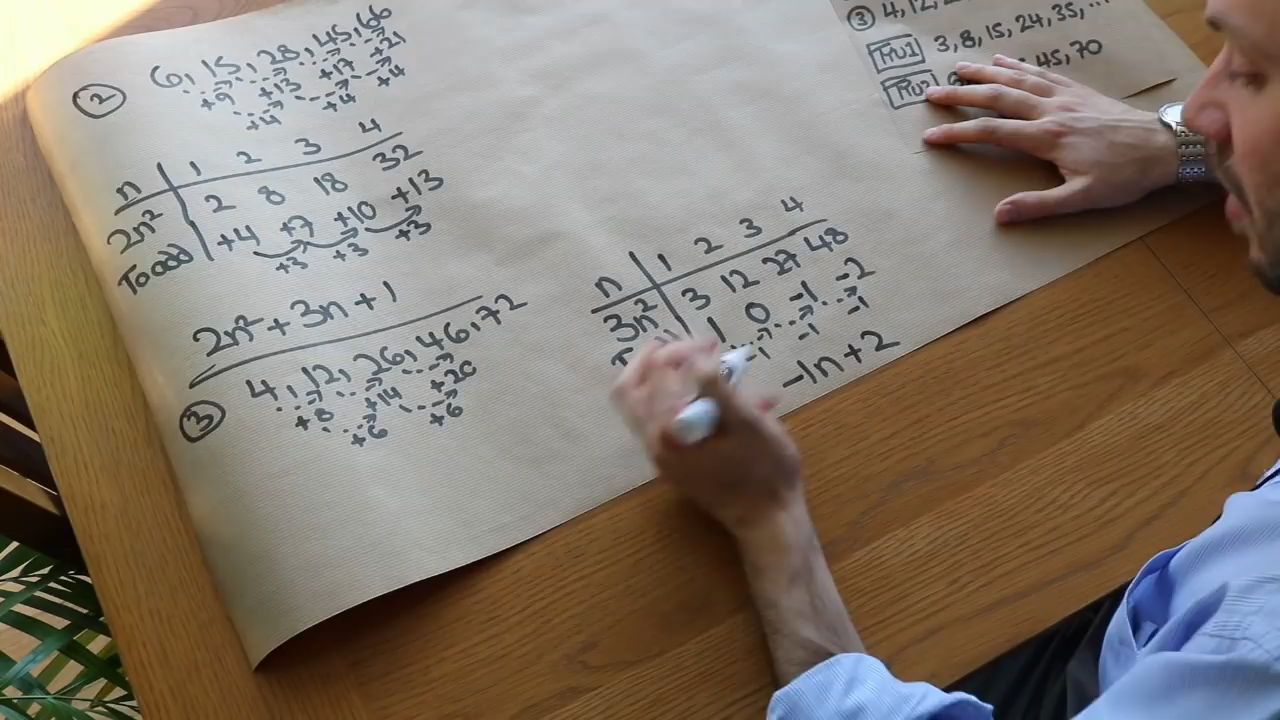 ② 6, 15, 28, 45, 66
+9 +13 +17 +21
+4 +4 +4
n 1 2 3 4
2n² 2 8 18 32
To add +4 +7 +10 +13
+3 +3 +3
2n² + 3n + 1
③ 4, 12, 26, 46, 72
+8 +14 +20
+6 +6
n 1 2 3 4
3n² 3 12 27 48
1 0 -1 -2
-1 -1 -1
-1n + 2
③ 4, 12,
TRY1 3, 8, 15, 24, 35, ...
45, 70